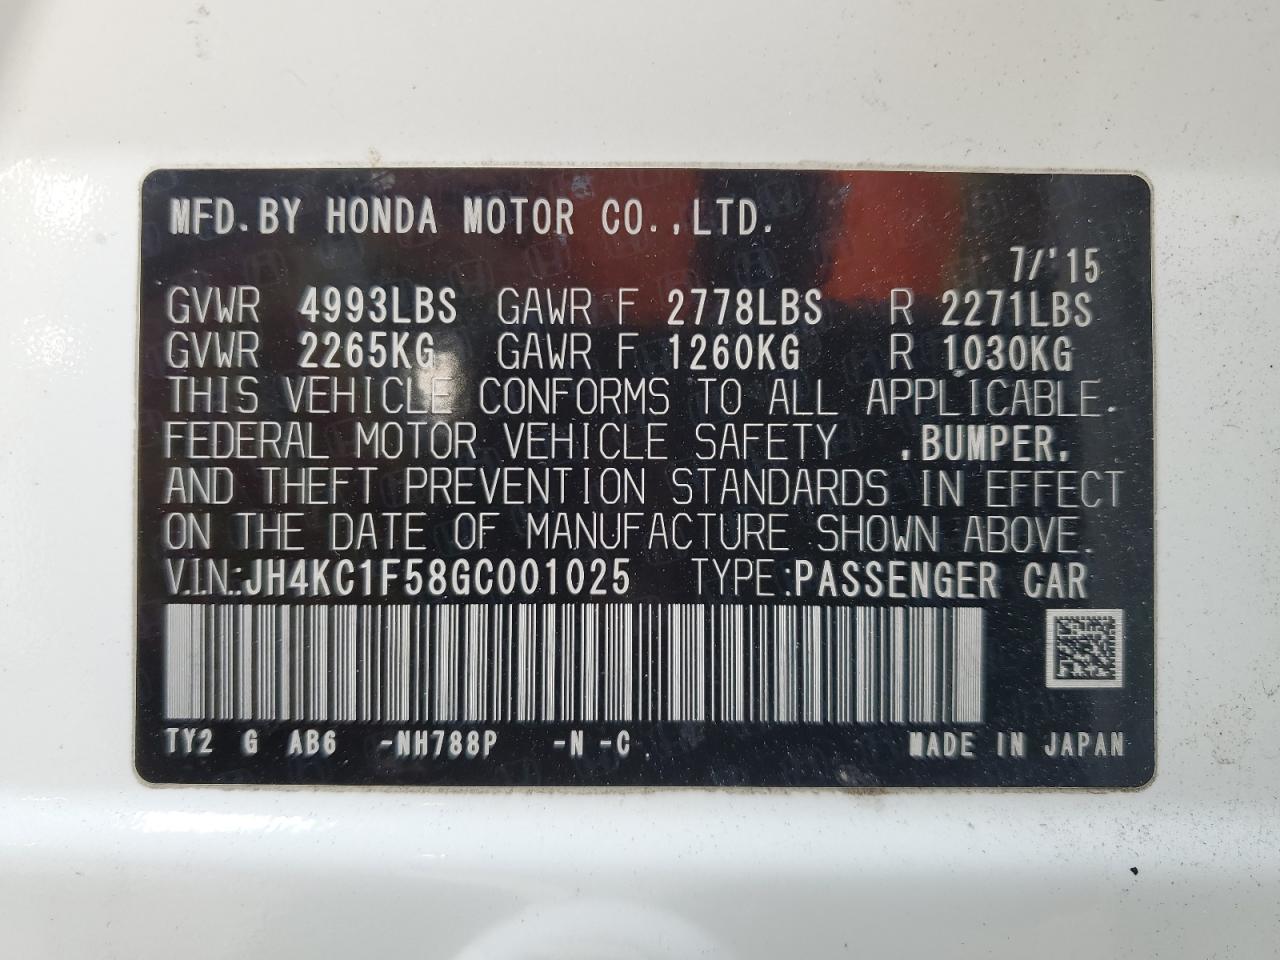 MFD. BY HONDA MOTOR CO., LTD.
7/'15
GVWR 4993LBS GAWR F 2778LBS R 2271LBS
GVWR 2265KG GAWR F 1260KG R 1030KG
THIS VEHICLE CONFORMS TO ALL APPLICABLE.
FEDERAL MOTOR VEHICLE SAFETY ,BUMPER,
AND THEFT PREVENTION STANDARDS IN EFFECT
ON THE DATE OF MANUFACTURE SHOWN ABOVE.
V.I.N.:JH4KC1F58GC001025 TYPE:PASSENGER CAR
TY2 G AB6 -NH788P -N -C MADE IN JAPAN